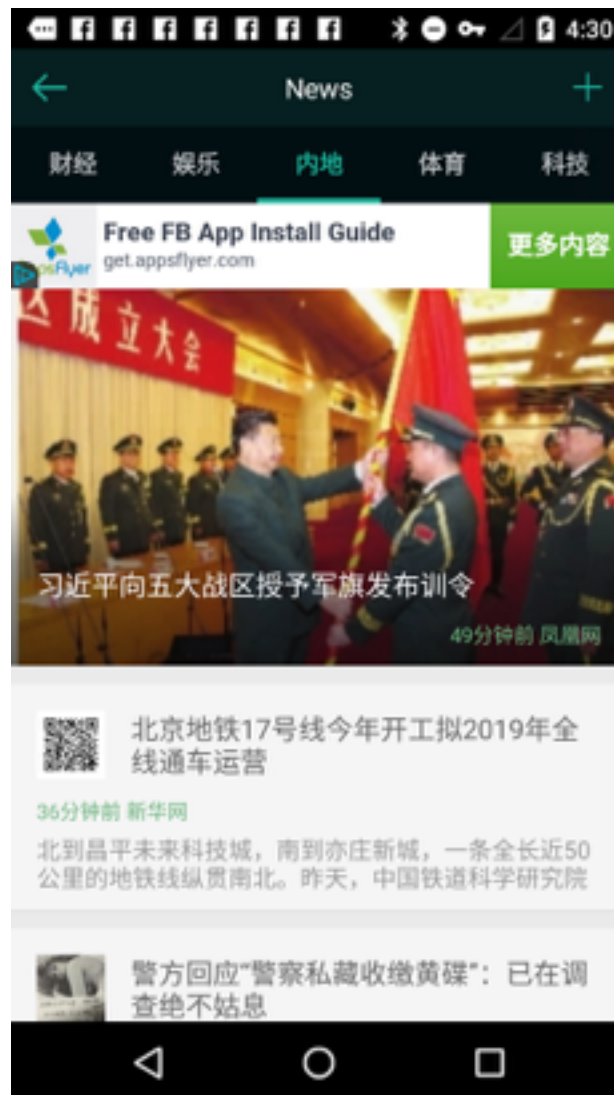 4:30
News
财经 娱乐 内地 体育 科技
Free FB App Install Guide
get.appsflyer.com
更多内容
psFlyer
区成立大会
习近平向五大战区授予军旗发布训令
49分钟前 凤凰网
北京地铁17号线今年开工拟2019年全
线通车运营
36分钟前 新华网
北到昌平未来科技城，南到亦庄新城，一条全长近50
公里的地铁线纵贯南北。昨天，中国铁道科学研究院
警方回应“警察私藏收缴黄碟”：已在调
查绝不姑息